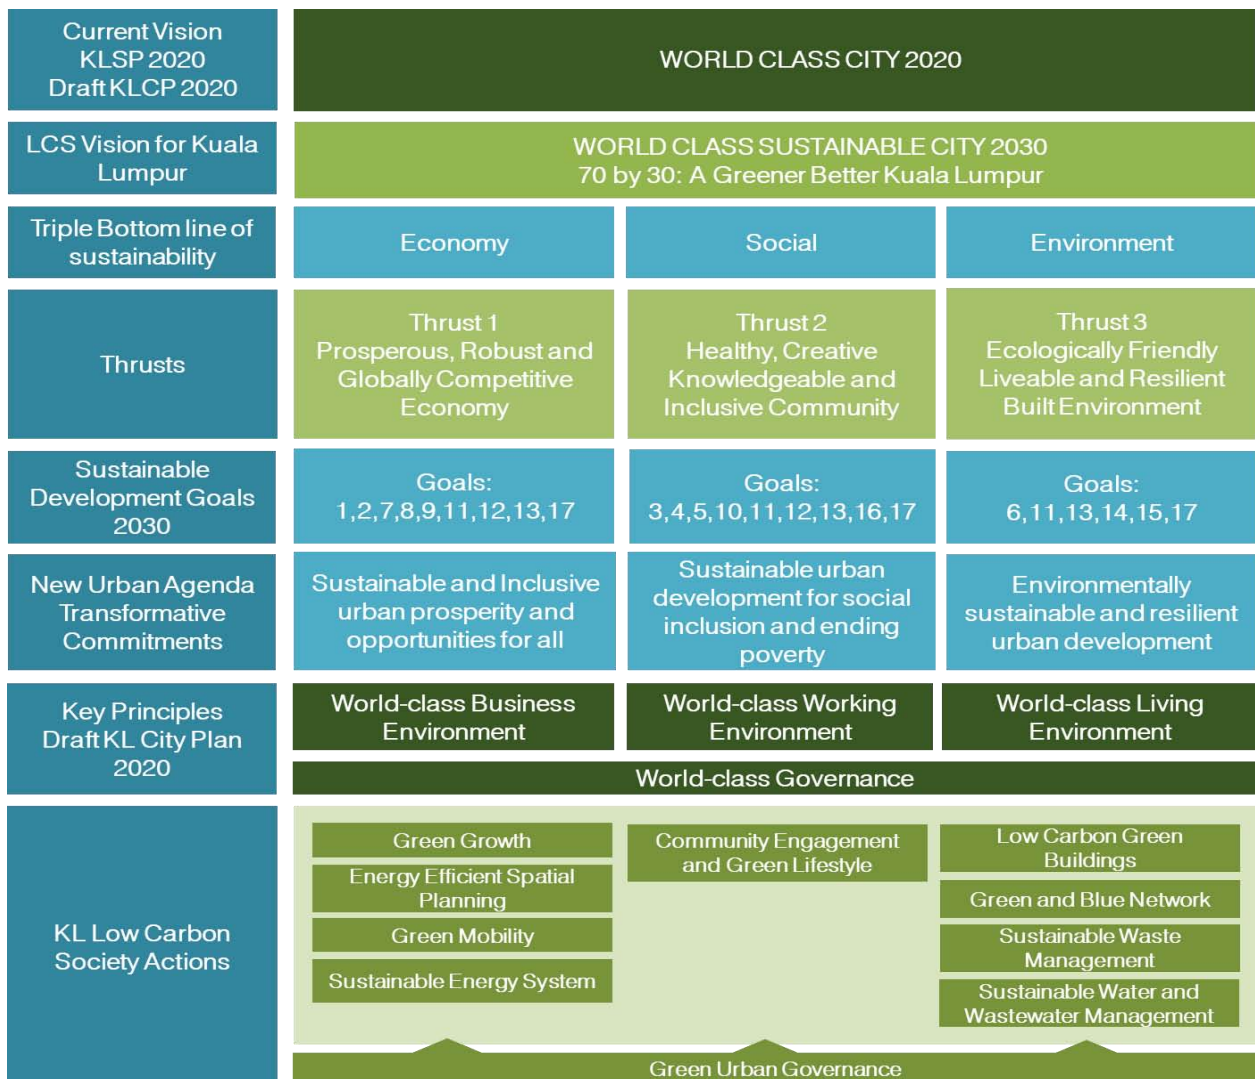 Current Vision
KLSP 2020
Draft KLCP 2020
WORLD CLASS CITY 2020
LCS Vision for Kuala
Lumpur
WORLD CLASS SUSTAINABLE CITY 2030
70 by 30: A Greener Better Kuala Lumpur
Triple Bottom line of
sustainability
Economy
Social
Environment
Thrusts
Thrust 1
Prosperous, Robust and
Globally Competitive
Economy
Thrust 2
Healthy, Creative
Knowledgeable and
Inclusive Community
Thrust 3
Ecologically Friendly
Liveable and Resilient
Built Environment
Sustainable
Development Goals
2030
Goals:
1,2,7,8,9,11,12,13,17
Goals:
3,4,5,10,11,12,13,16,17
Goals:
6,11,13,14,15,17
New Urban Agenda
Transformative
Commitments
Sustainable and Inclusive
urban prosperity and
opportunities for all
Sustainable urban
development for social
inclusion and ending
poverty
Environmentally
sustainable and resilient
urban development
Key Principles
Draft KL City Plan
2020
World-class Business
Environment
World-class Working
Environment
World-class Living
Environment
World-class Governance
KL Low Carbon
Society Actions
Green Growth
Energy Efficient Spatial
Planning
Green Mobility
Sustainable Energy System
Community Engagement
and Green Lifestyle
Low Carbon Green
Buildings
Green and Blue Network
Sustainable Waste
Management
Sustainable Water and
Wastewater Management
Green Urban Governance